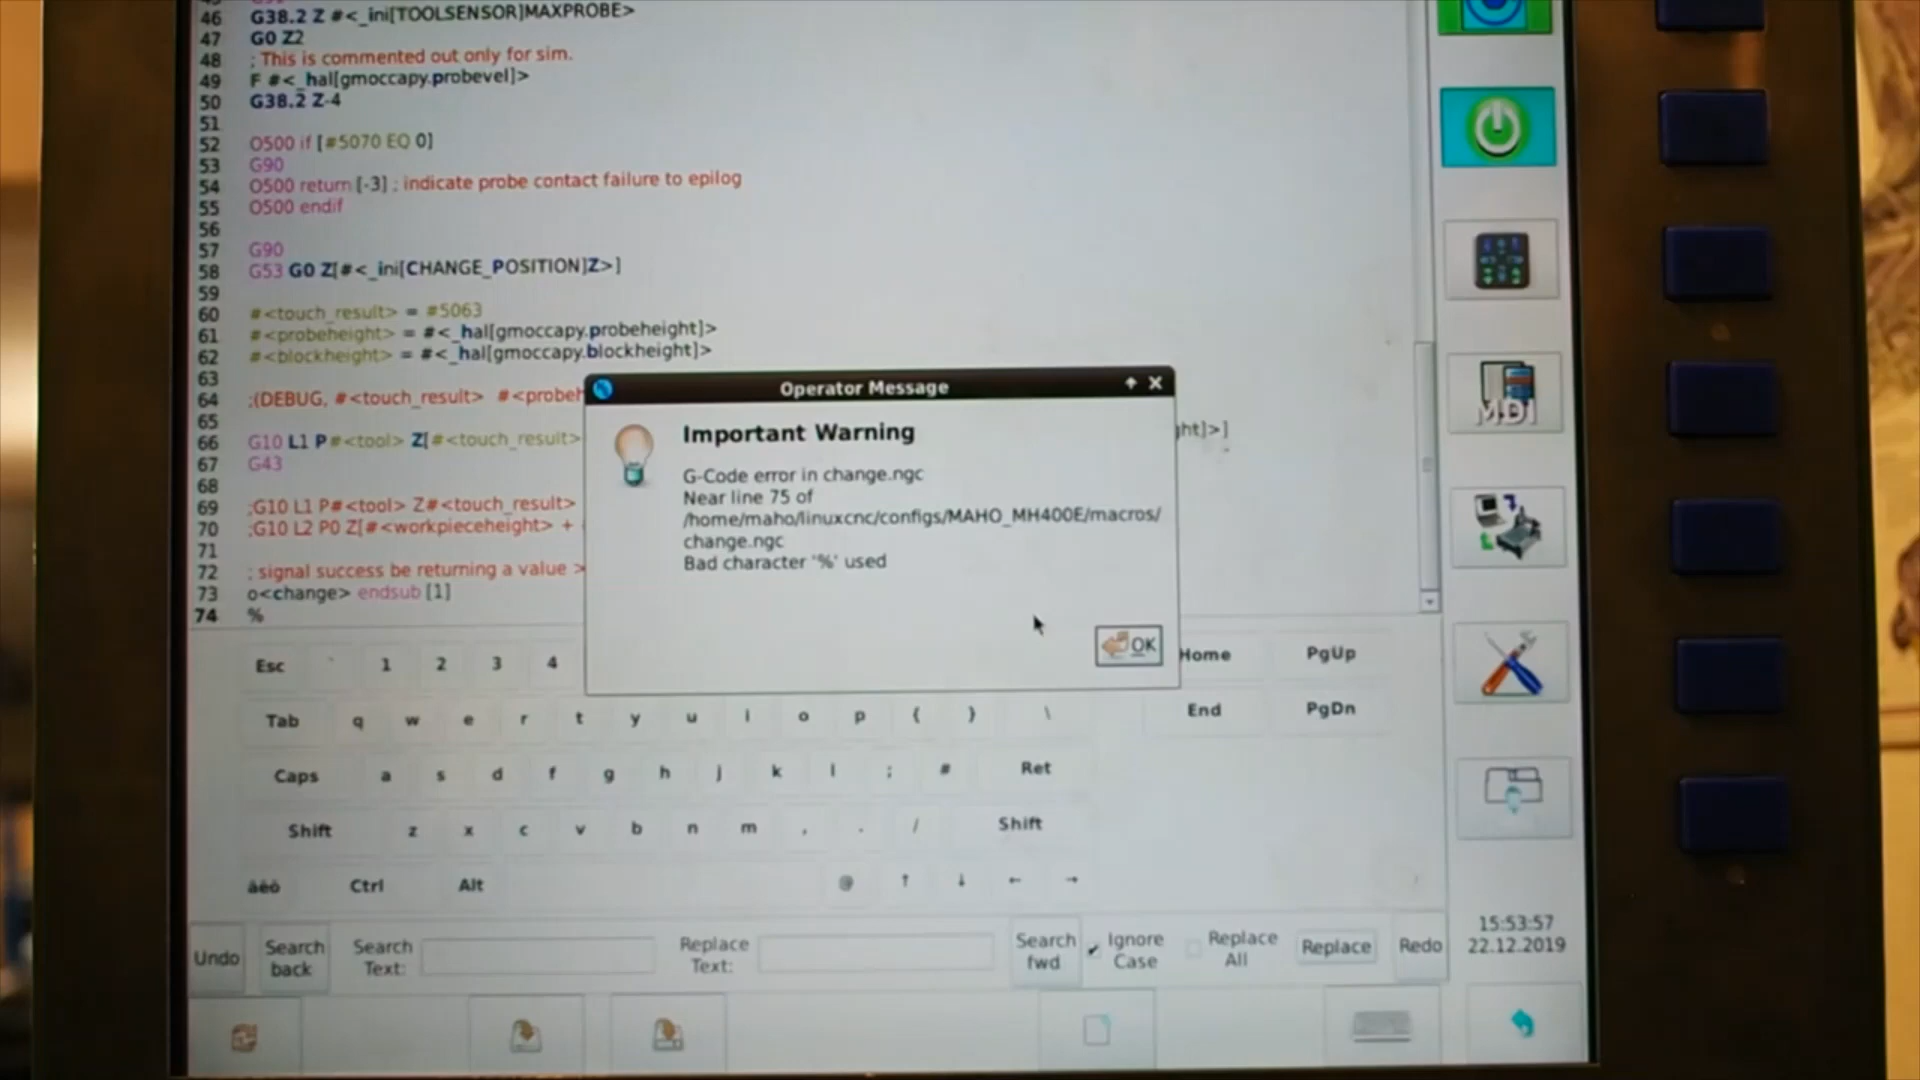 46 G38.2 Z #<_ini[TOOLSENSOR]MAXPROBE>
47 G0 Z2
48 ; This is commented out only for sim.
49 F #<_hal[gmoccapy.probevel]>
50 G38.2 Z-4
51
52 O500 if [#5070 EQ 0]
53 G90
54 O500 return [-3] ; indicate probe contact failure to epilog
55 O500 endif
56
57 G90
58 G53 G0 Z[#<_ini[CHANGE_POSITION]Z>]
59
60 #<touch_result> = #5063
61 #<probeheight> = #<_hal[gmoccapy.probeheight]>
62 #<blockheight> = #<_hal[gmoccapy.blockheight]>
63
64 ;(DEBUG, #<touch_result> #<probeh
65
66 G10 L1 P#<tool> Z[#<touch_result> ght]>]
67 G43
68
69 ;G10 L1 P#<tool> Z#<touch_result>
70 ;G10 L2 P0 Z[#<workpieceheight> +
71
72 ; signal success be returning a value >
73 o<change> endsub [1]
74 %
Operator Message
Important Warning
G-Code error in change.ngc
Near line 75 of
/home/maho/linuxcnc/configs/MAHO_MH400E/macros/
change.ngc
Bad character '%' used
OK
MDI
Esc ` 1 2 3 4 Home PgUp
Tab q w e r t y u i o p { } \ End PgDn
Caps a s d f g h j k l ; # Ret
Shift z x c v b n m , . / Shift
äèô Ctrl Alt @ ↑ ↓ ← →
Undo
Search back
Search Text:
Replace Text:
Search fwd
Ignore Case
Replace All
Replace
Redo
15:53:57
22.12.2019